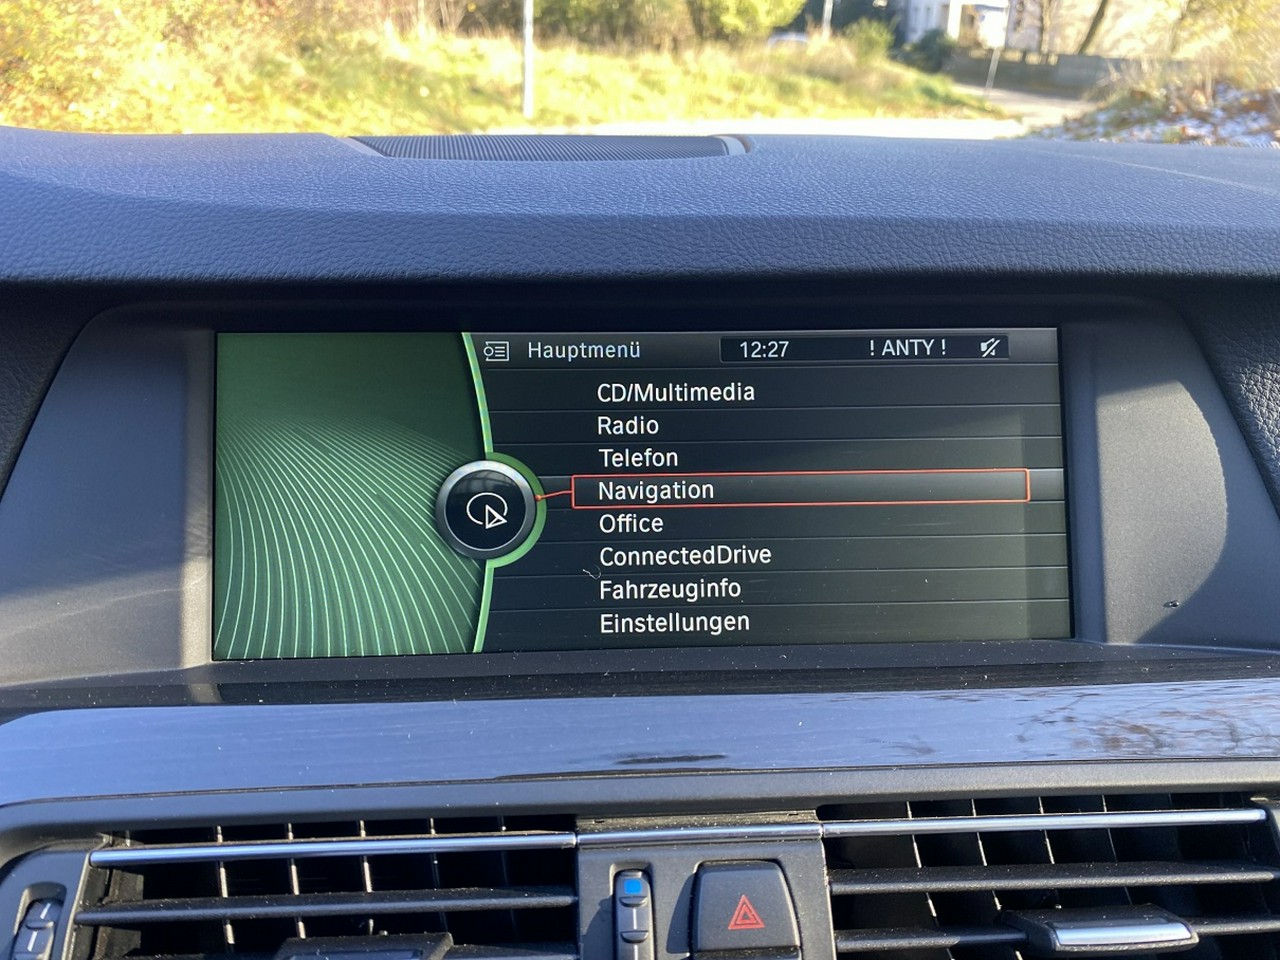 Hauptmenü 12:27 ! ANTY !
CD/Multimedia
Radio
Telefon
Navigation
Office
ConnectedDrive
Fahrzeuginfo
Einstellungen